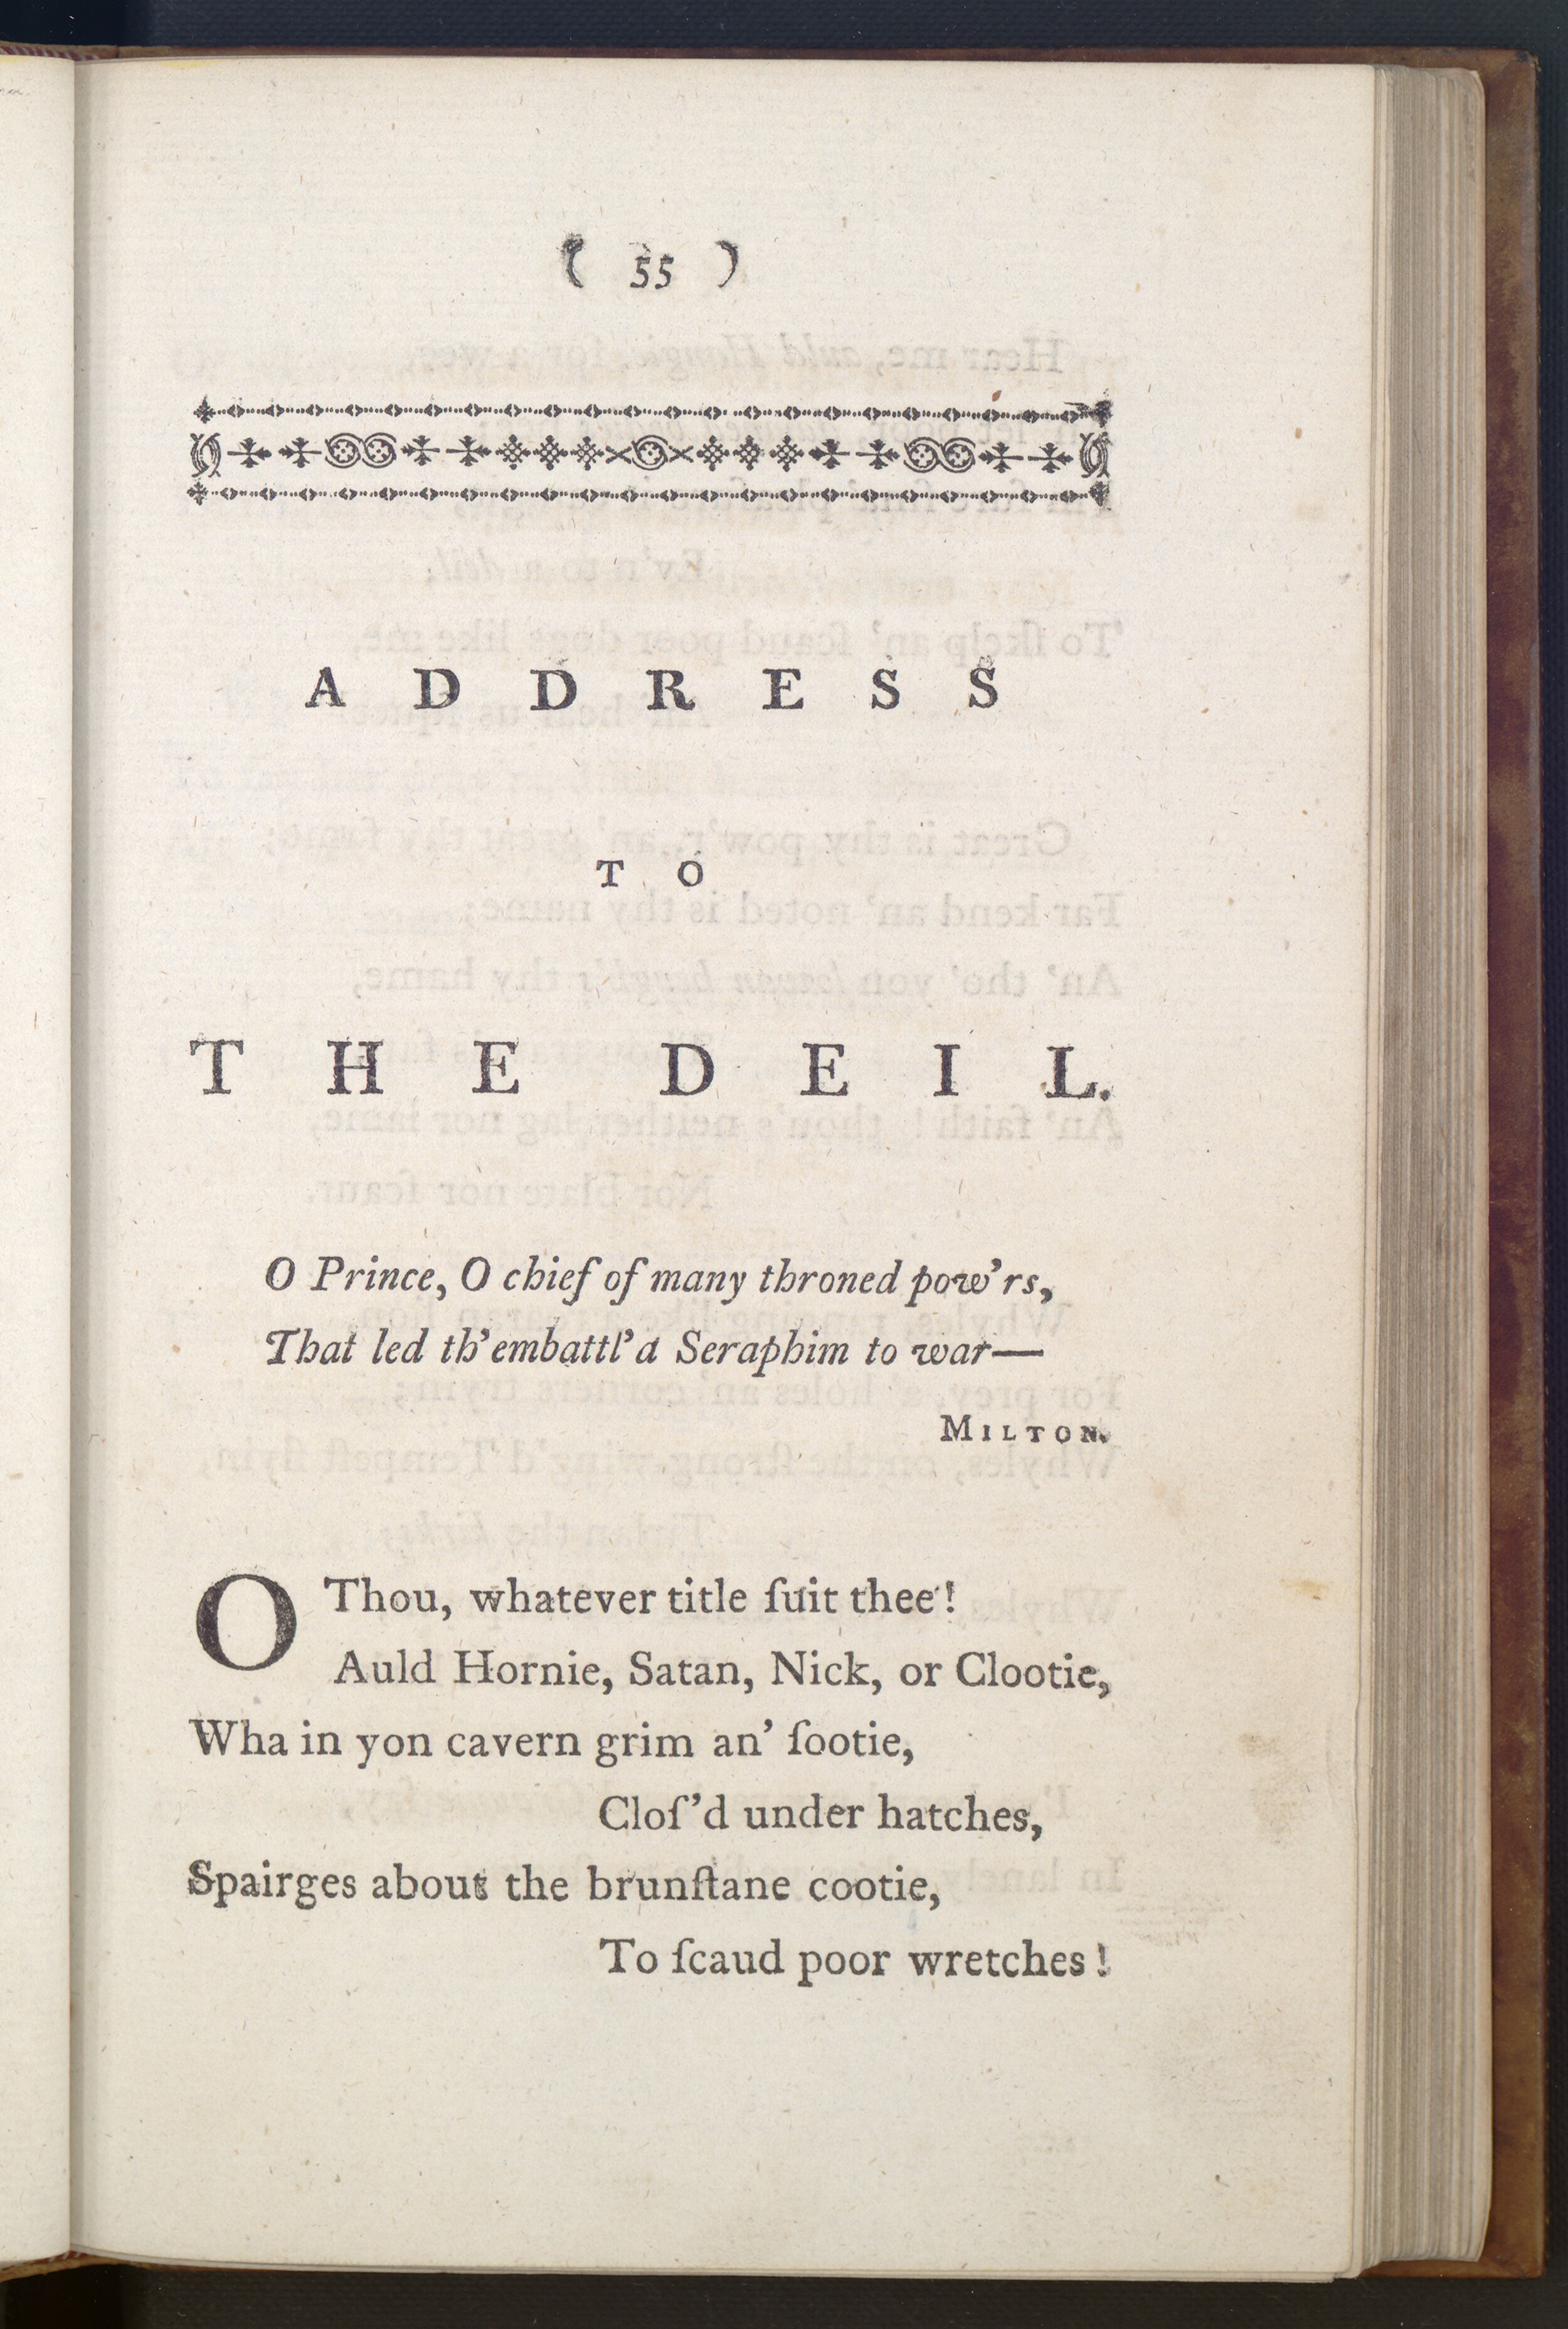 ( 55 )
ADDRESS
TO
THE DEIL.
O Prince, O chief of many throned pow'rs,
That led th' embattl'd Seraphim to war—
MILTON.
O Thou, whatever title ſuit thee!
Auld Hornie, Satan, Nick, or Clootie,
Wha in yon cavern grim an' ſootie,
Cloſ'd under hatches,
Spairges about the brunſtane cootie,
To ſcaud poor wretches!